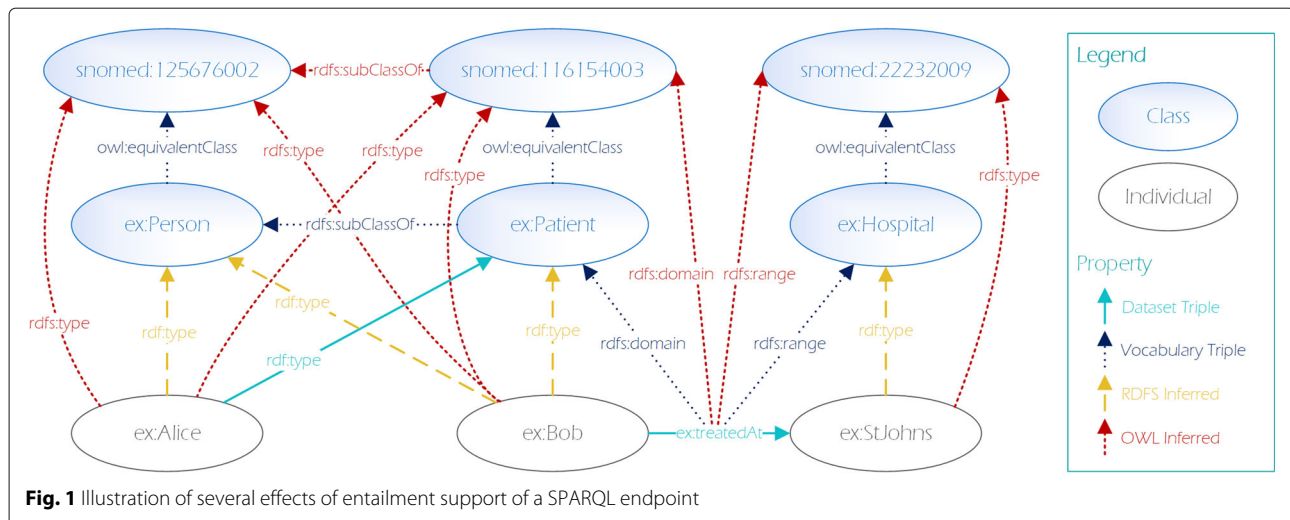 snomed:125676002
rdfs:subClassOf
snomed:116154003
snomed:22232009
owl:equivalentClass
rdfs:type
rdfs:type
rdfs:type
owl:equivalentClass
owl:equivalentClass
rdfs:type
ex:Person
rdfs:subClassOf
ex:Patient
ex:Hospital
rdfs:type
rdf:type
rdf:type
rdf:type
rdf:type
rdfs:domain
rdfs:range
rdfs:domain
rdfs:range
rdf:type
ex:Alice
ex:Bob
ex:treatedAt
ex:StJohns
Legend
Class
Individual
Property
Dataset Triple
Vocabulary Triple
RDFS Inferred
OWL Inferred
Fig. 1 Illustration of several effects of entailment support of a SPARQL endpoint